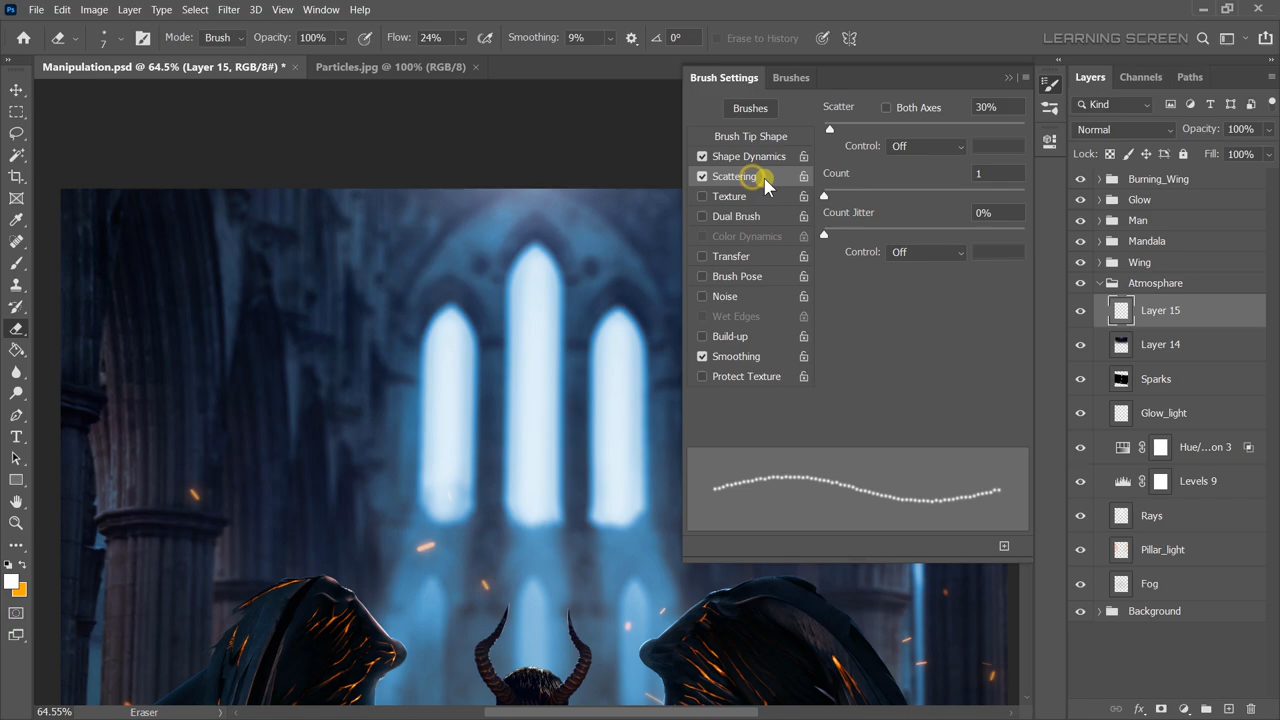 Ps File Edit Image Layer Type Select Filter 3D View Window Help
7 Mode: Brush Opacity: 100% Flow: 24% Smoothing: 9% 0° Erase to History LEARNING SCREEN
Manipulation.psd @ 64.5% (Layer 15, RGB/8#) * × Particles.jpg @ 100% (RGB/8) ×
Brush Settings Brushes
Brushes
Brush Tip Shape
Shape Dynamics
Scattering
Texture
Dual Brush
Color Dynamics
Transfer
Brush Pose
Noise
Wet Edges
Build-up
Smoothing
Protect Texture
Scatter Both Axes 30%
Control: Off
Count 1
Count Jitter 0%
Control: Off
Layers Channels Paths
Kind
Normal Opacity: 100%
Lock: Fill: 100%
Burning_Wing
Glow
Man
Mandala
Wing
Atmosphare
Layer 15
Layer 14
Sparks
Glow_light
Hue/...on 3
Levels 9
Rays
Pillar_light
Fog
Background
64.55% Eraser
fx